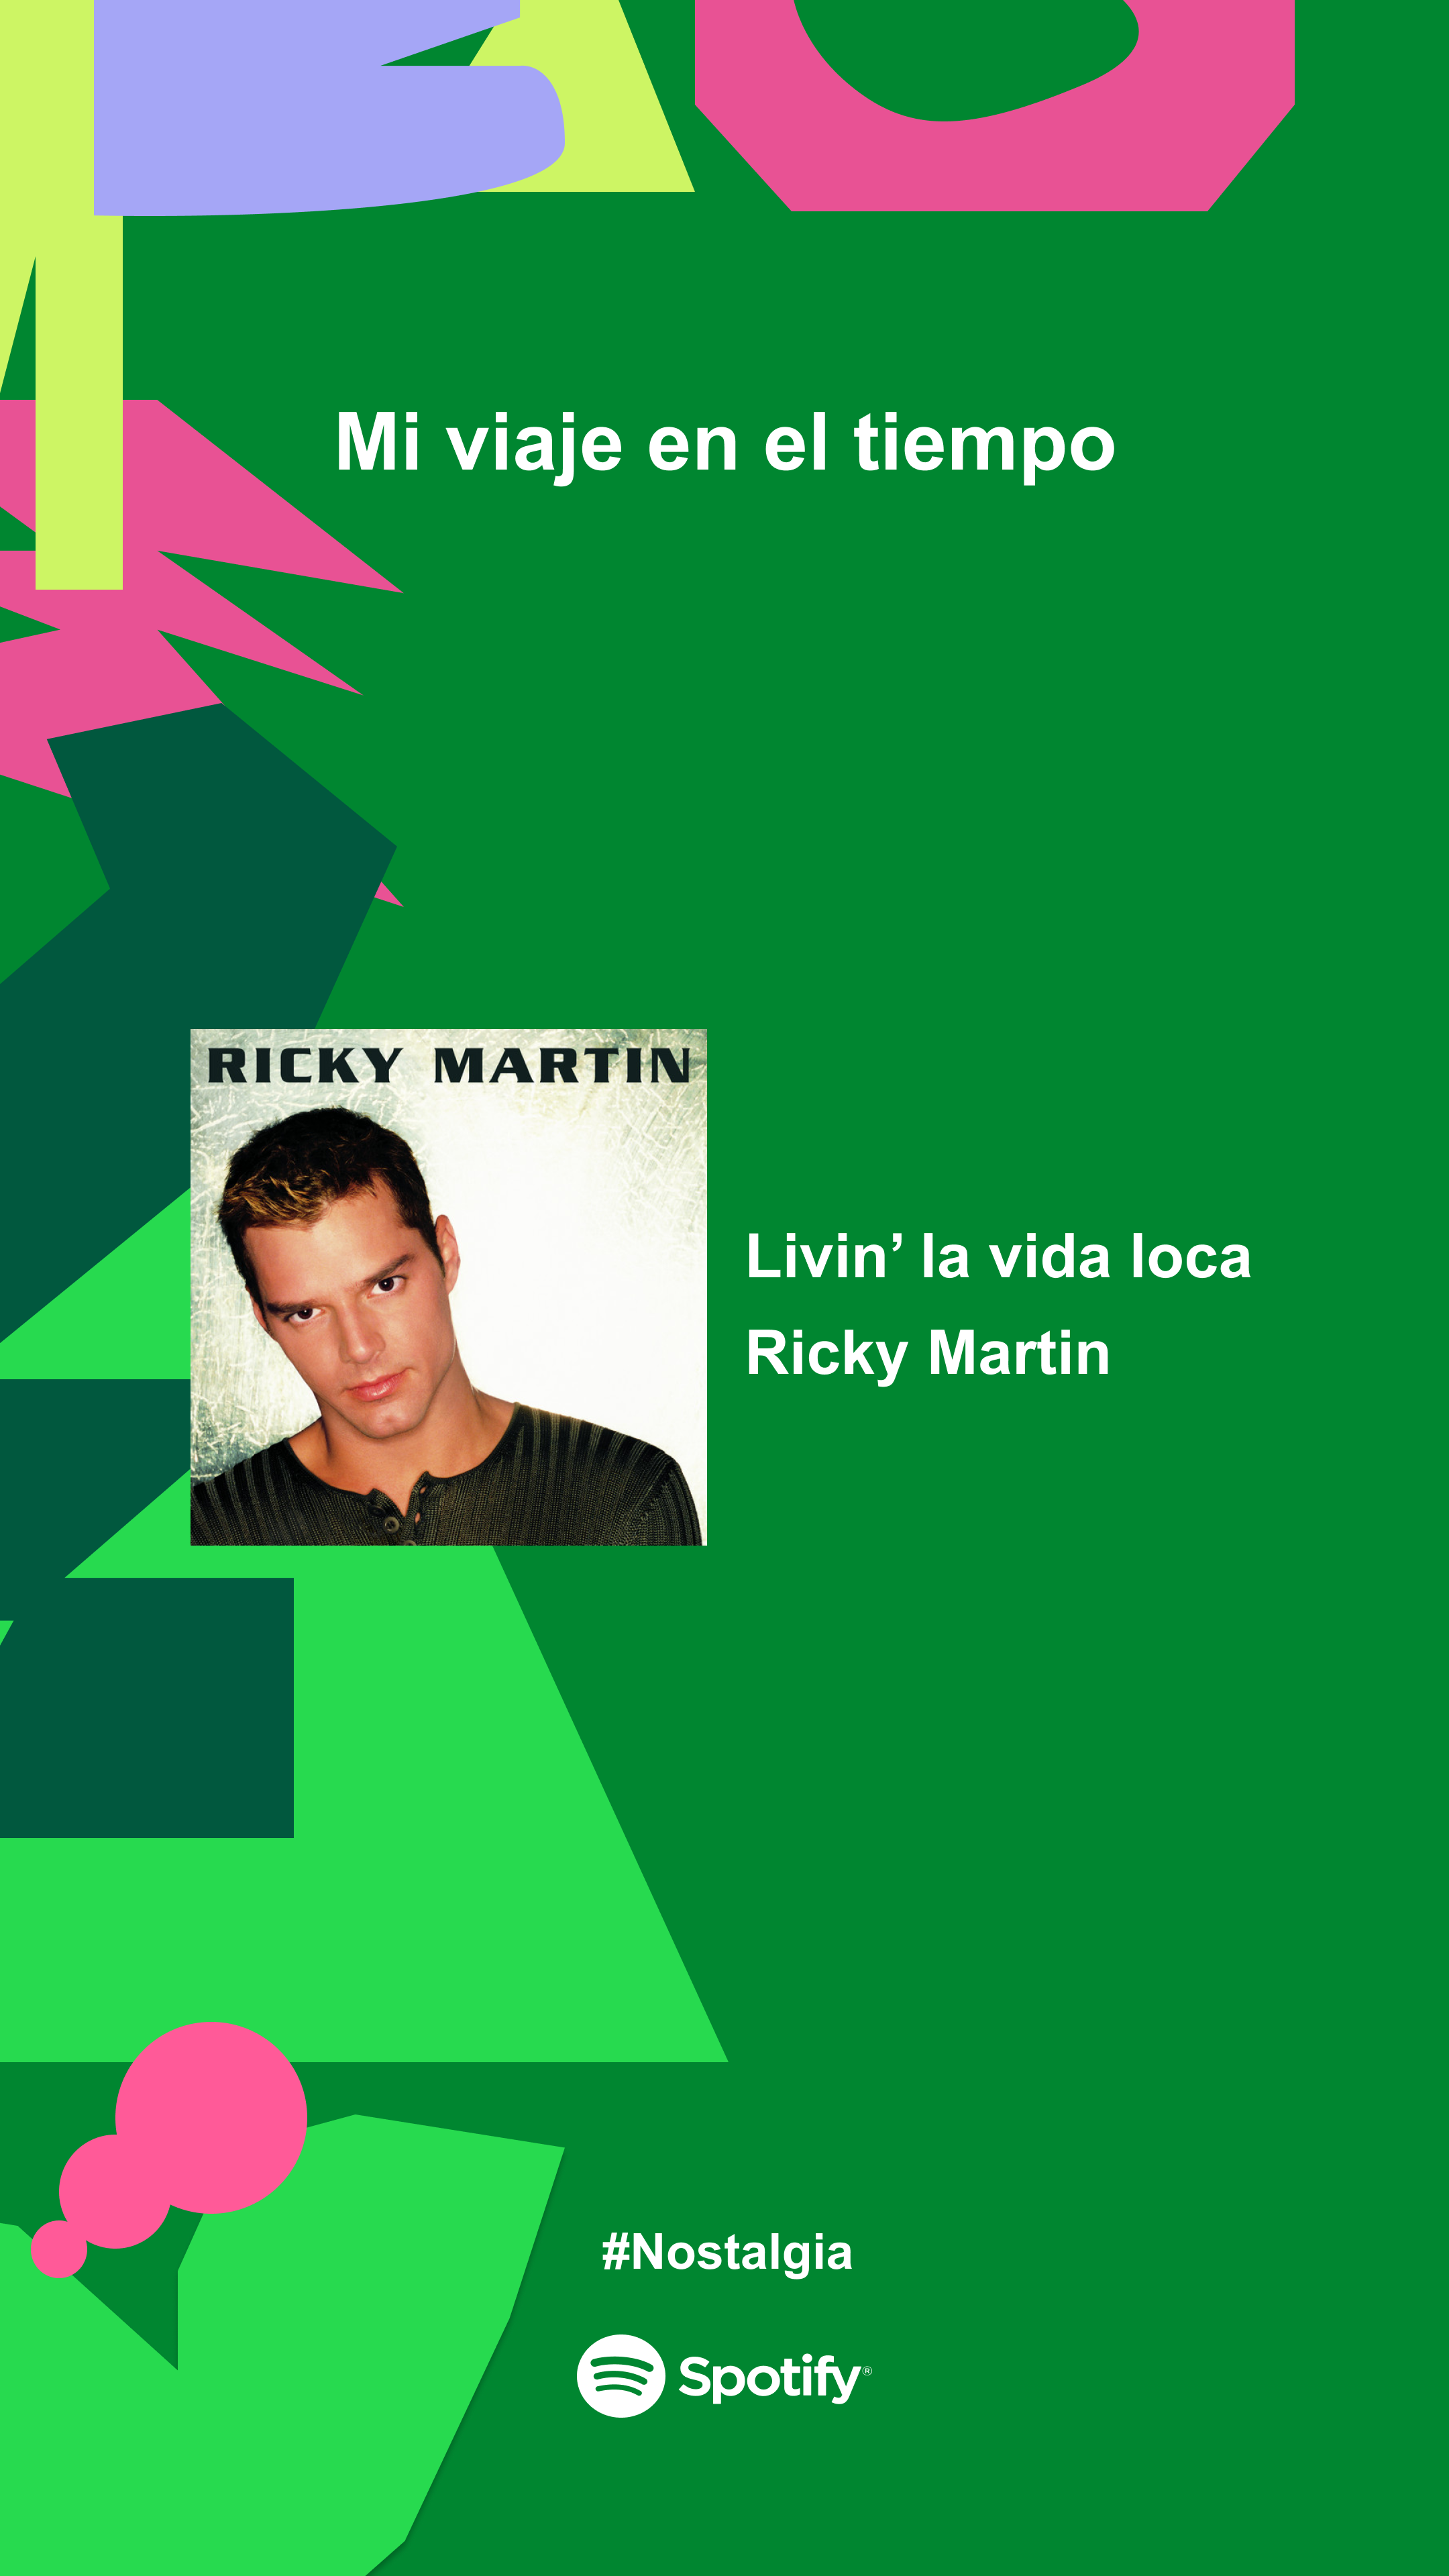 Mi viaje en el tiempo
RICKY MARTIN
Livin’ la vida loca
Ricky Martin
#Nostalgia
Spotify®